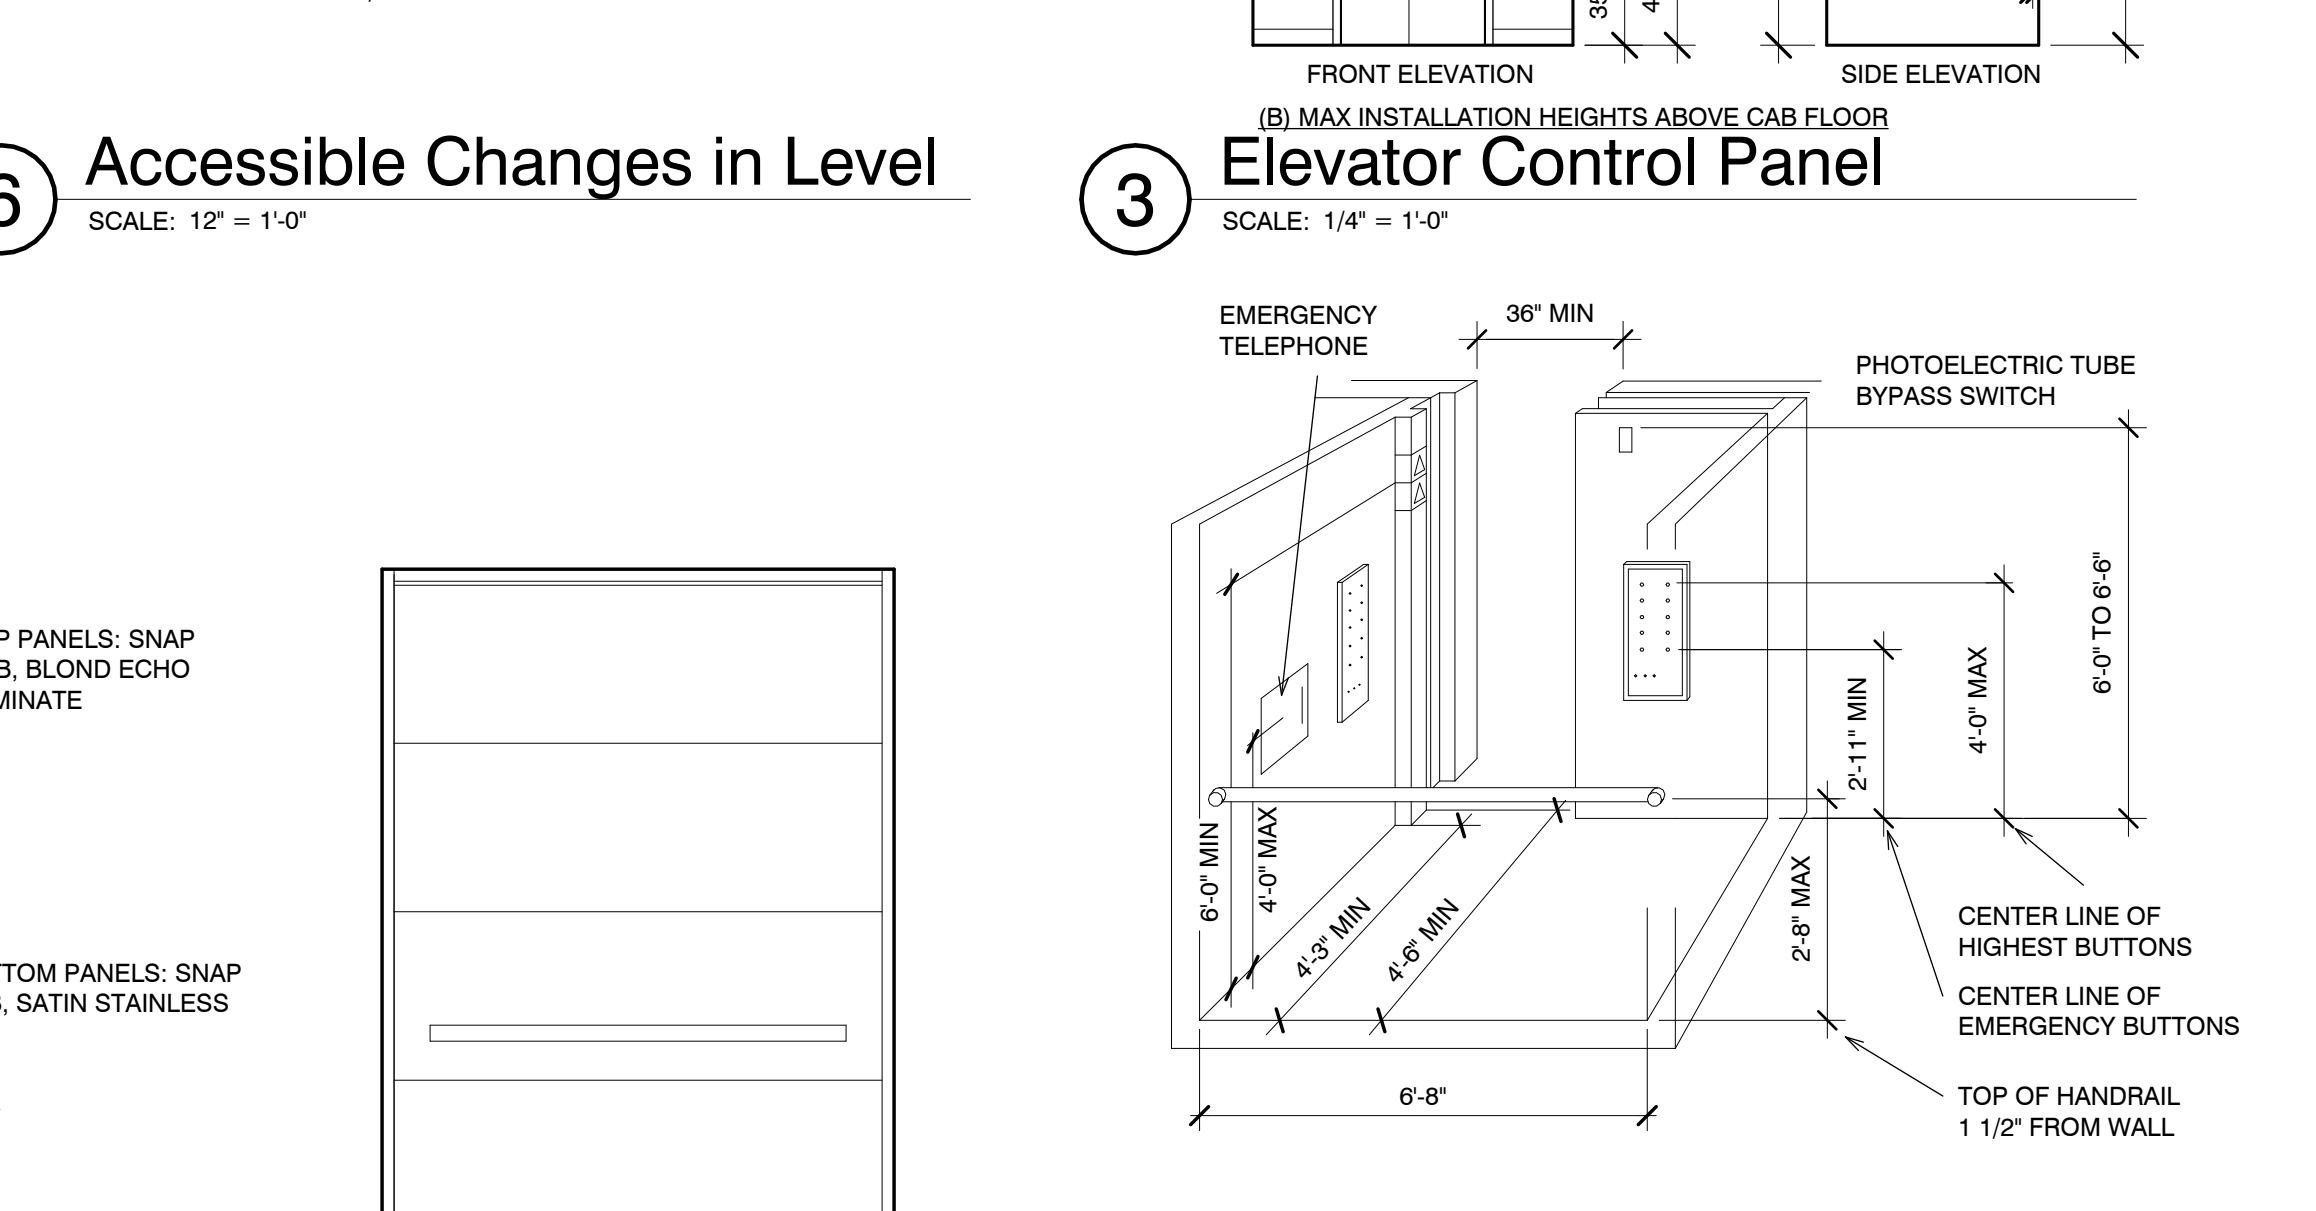 FRONT ELEVATION
SIDE ELEVATION
(B) MAX INSTALLATION HEIGHTS ABOVE CAB FLOOR
6
Accessible Changes in Level
SCALE: 12" = 1'-0"
3
Elevator Control Panel
SCALE: 1/4" = 1'-0"
EMERGENCY
TELEPHONE
36" MIN
PHOTOELECTRIC TUBE
BYPASS SWITCH
PANELS: SNAP
BLOND ECHO
PANELS: SNAP
SATIN STAINLESS
6'-0" TO 6'-6"
4'-0" MAX
2'-11" MIN
6'-0" MIN
4'-0" MAX
4'-3" MIN
4'-6" MIN
2'-8" MAX
CENTER LINE OF
HIGHEST BUTTONS
CENTER LINE OF
EMERGENCY BUTTONS
6'-8"
TOP OF HANDRAIL
1 1/2" FROM WALL